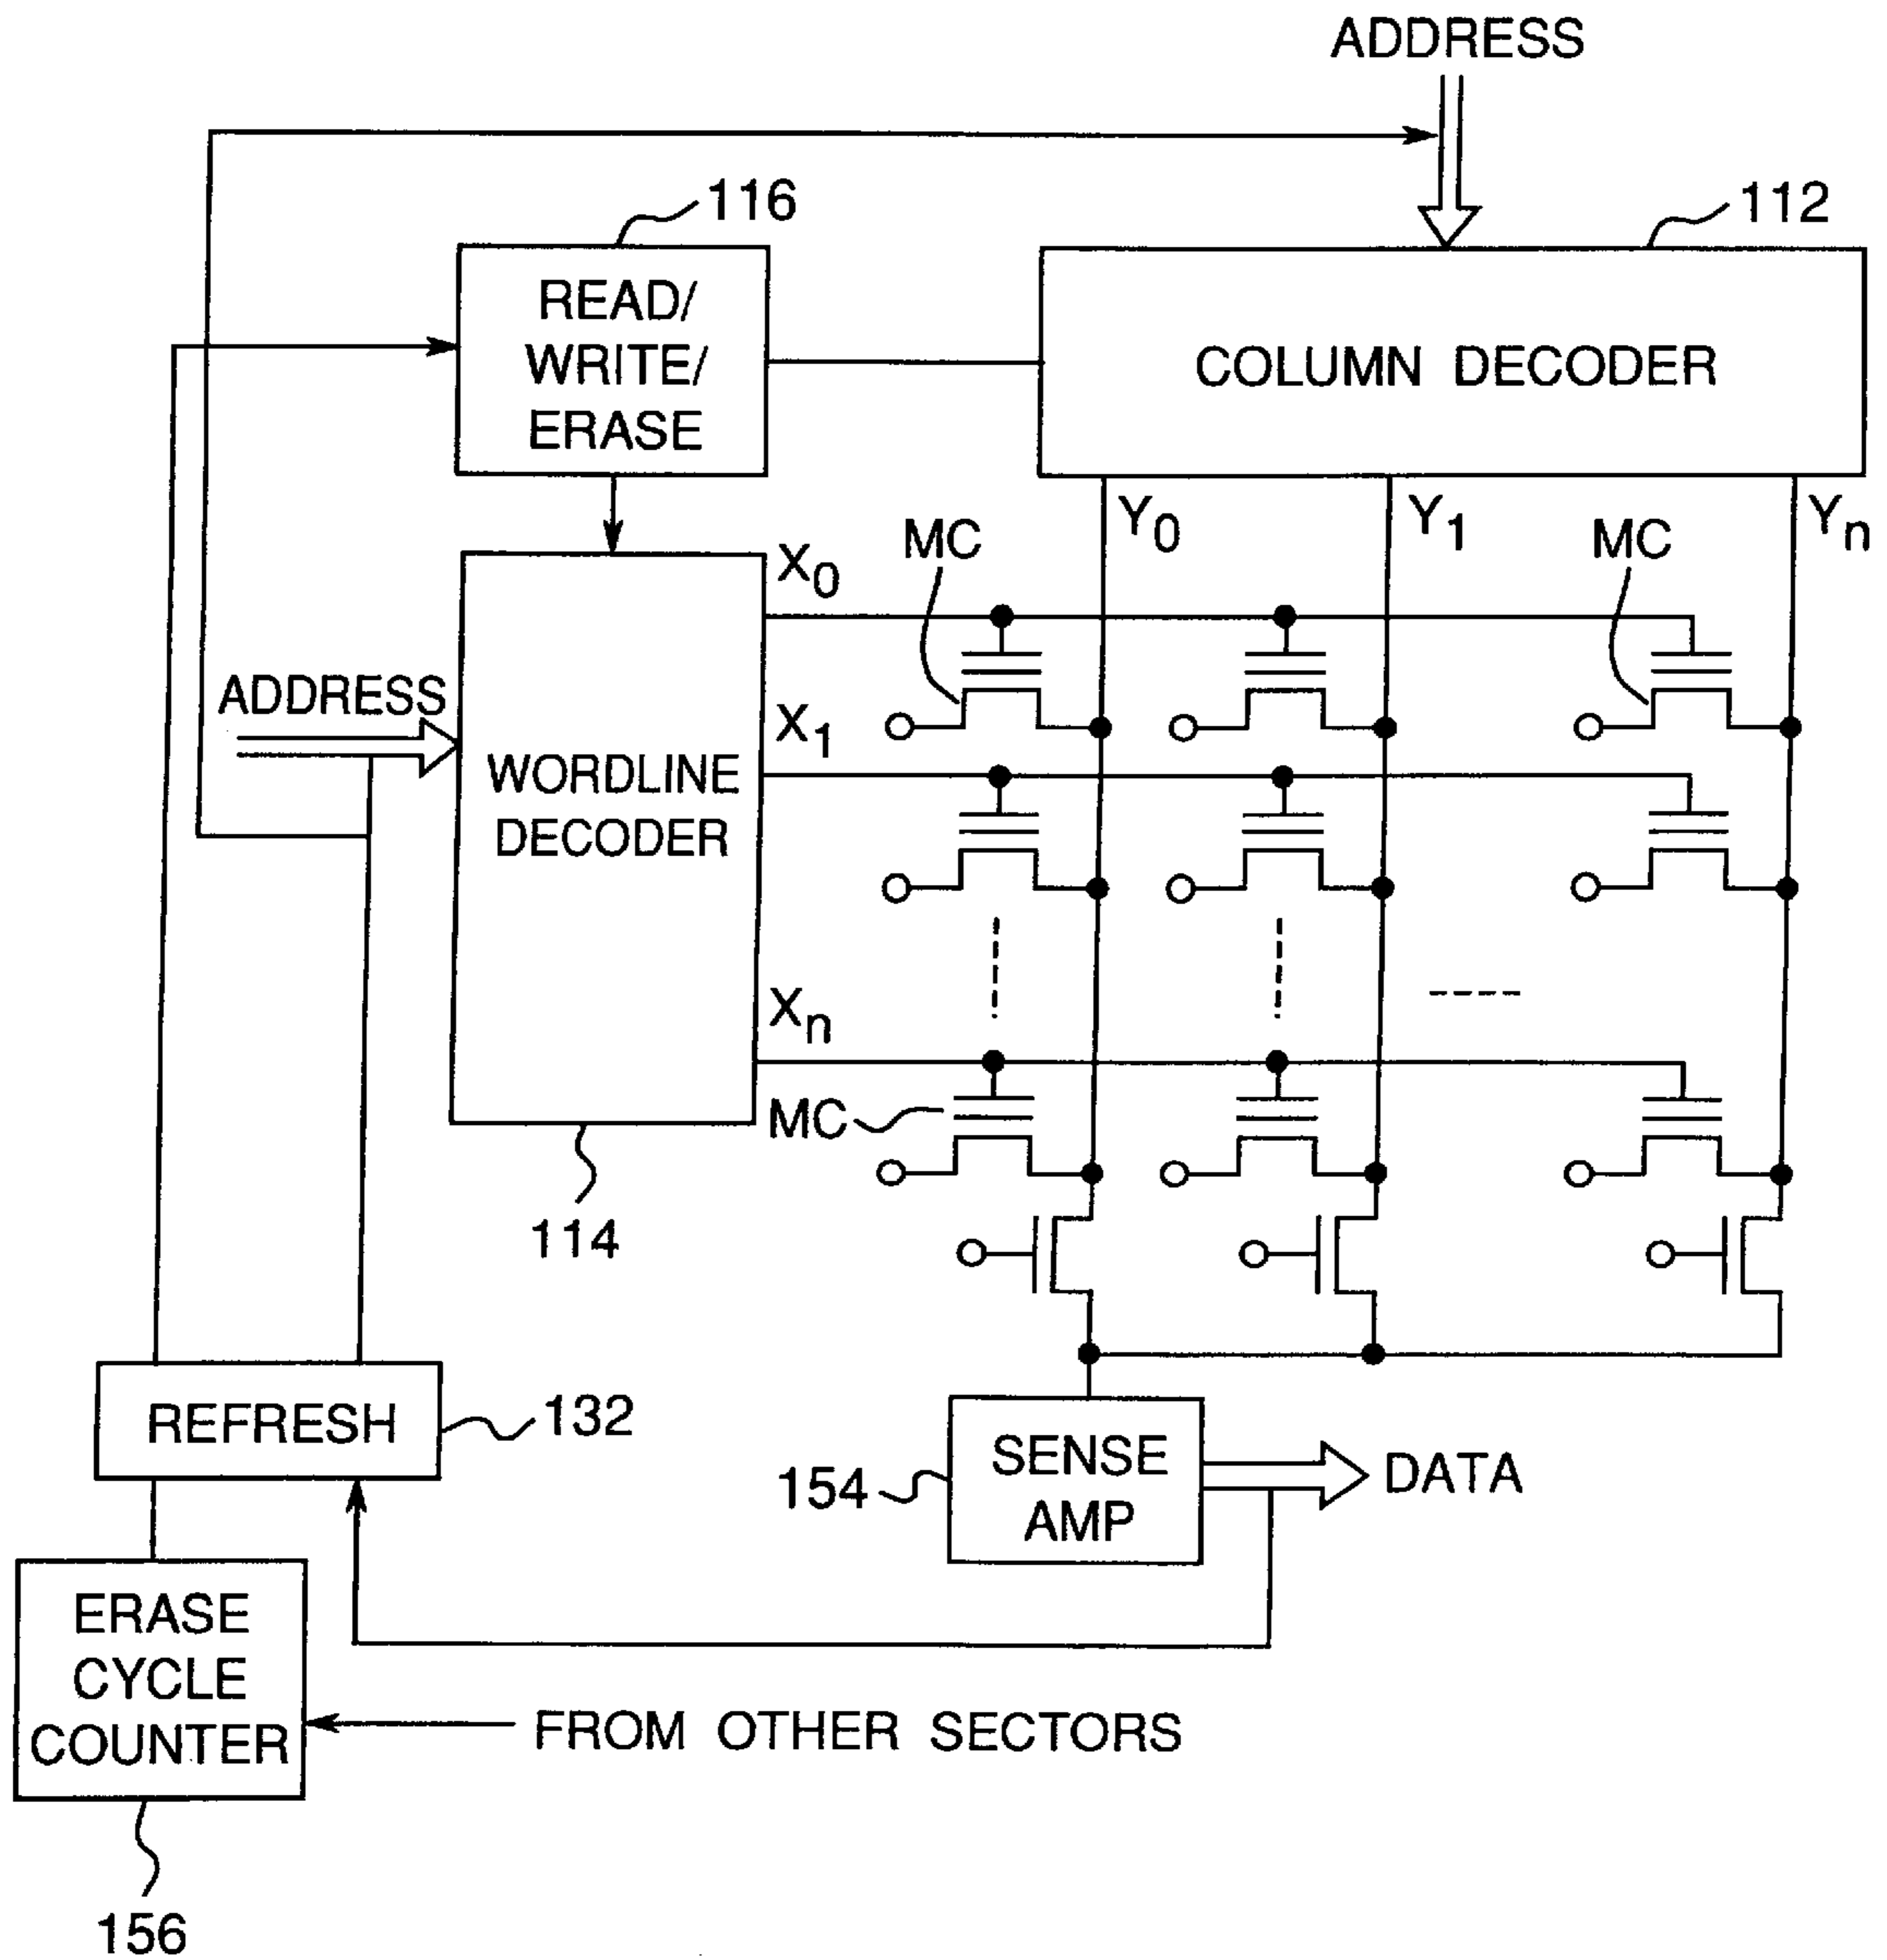 ADDRESS
116
112
READ/
WRITE/
ERASE
COLUMN DECODER
Y0
Y1
Yn
MC
MC
X0
ADDRESS
X1
WORDLINE
DECODER
Xn
MC
114
REFRESH
132
SENSE
AMP
154
DATA
ERASE
CYCLE
COUNTER
FROM OTHER SECTORS
156